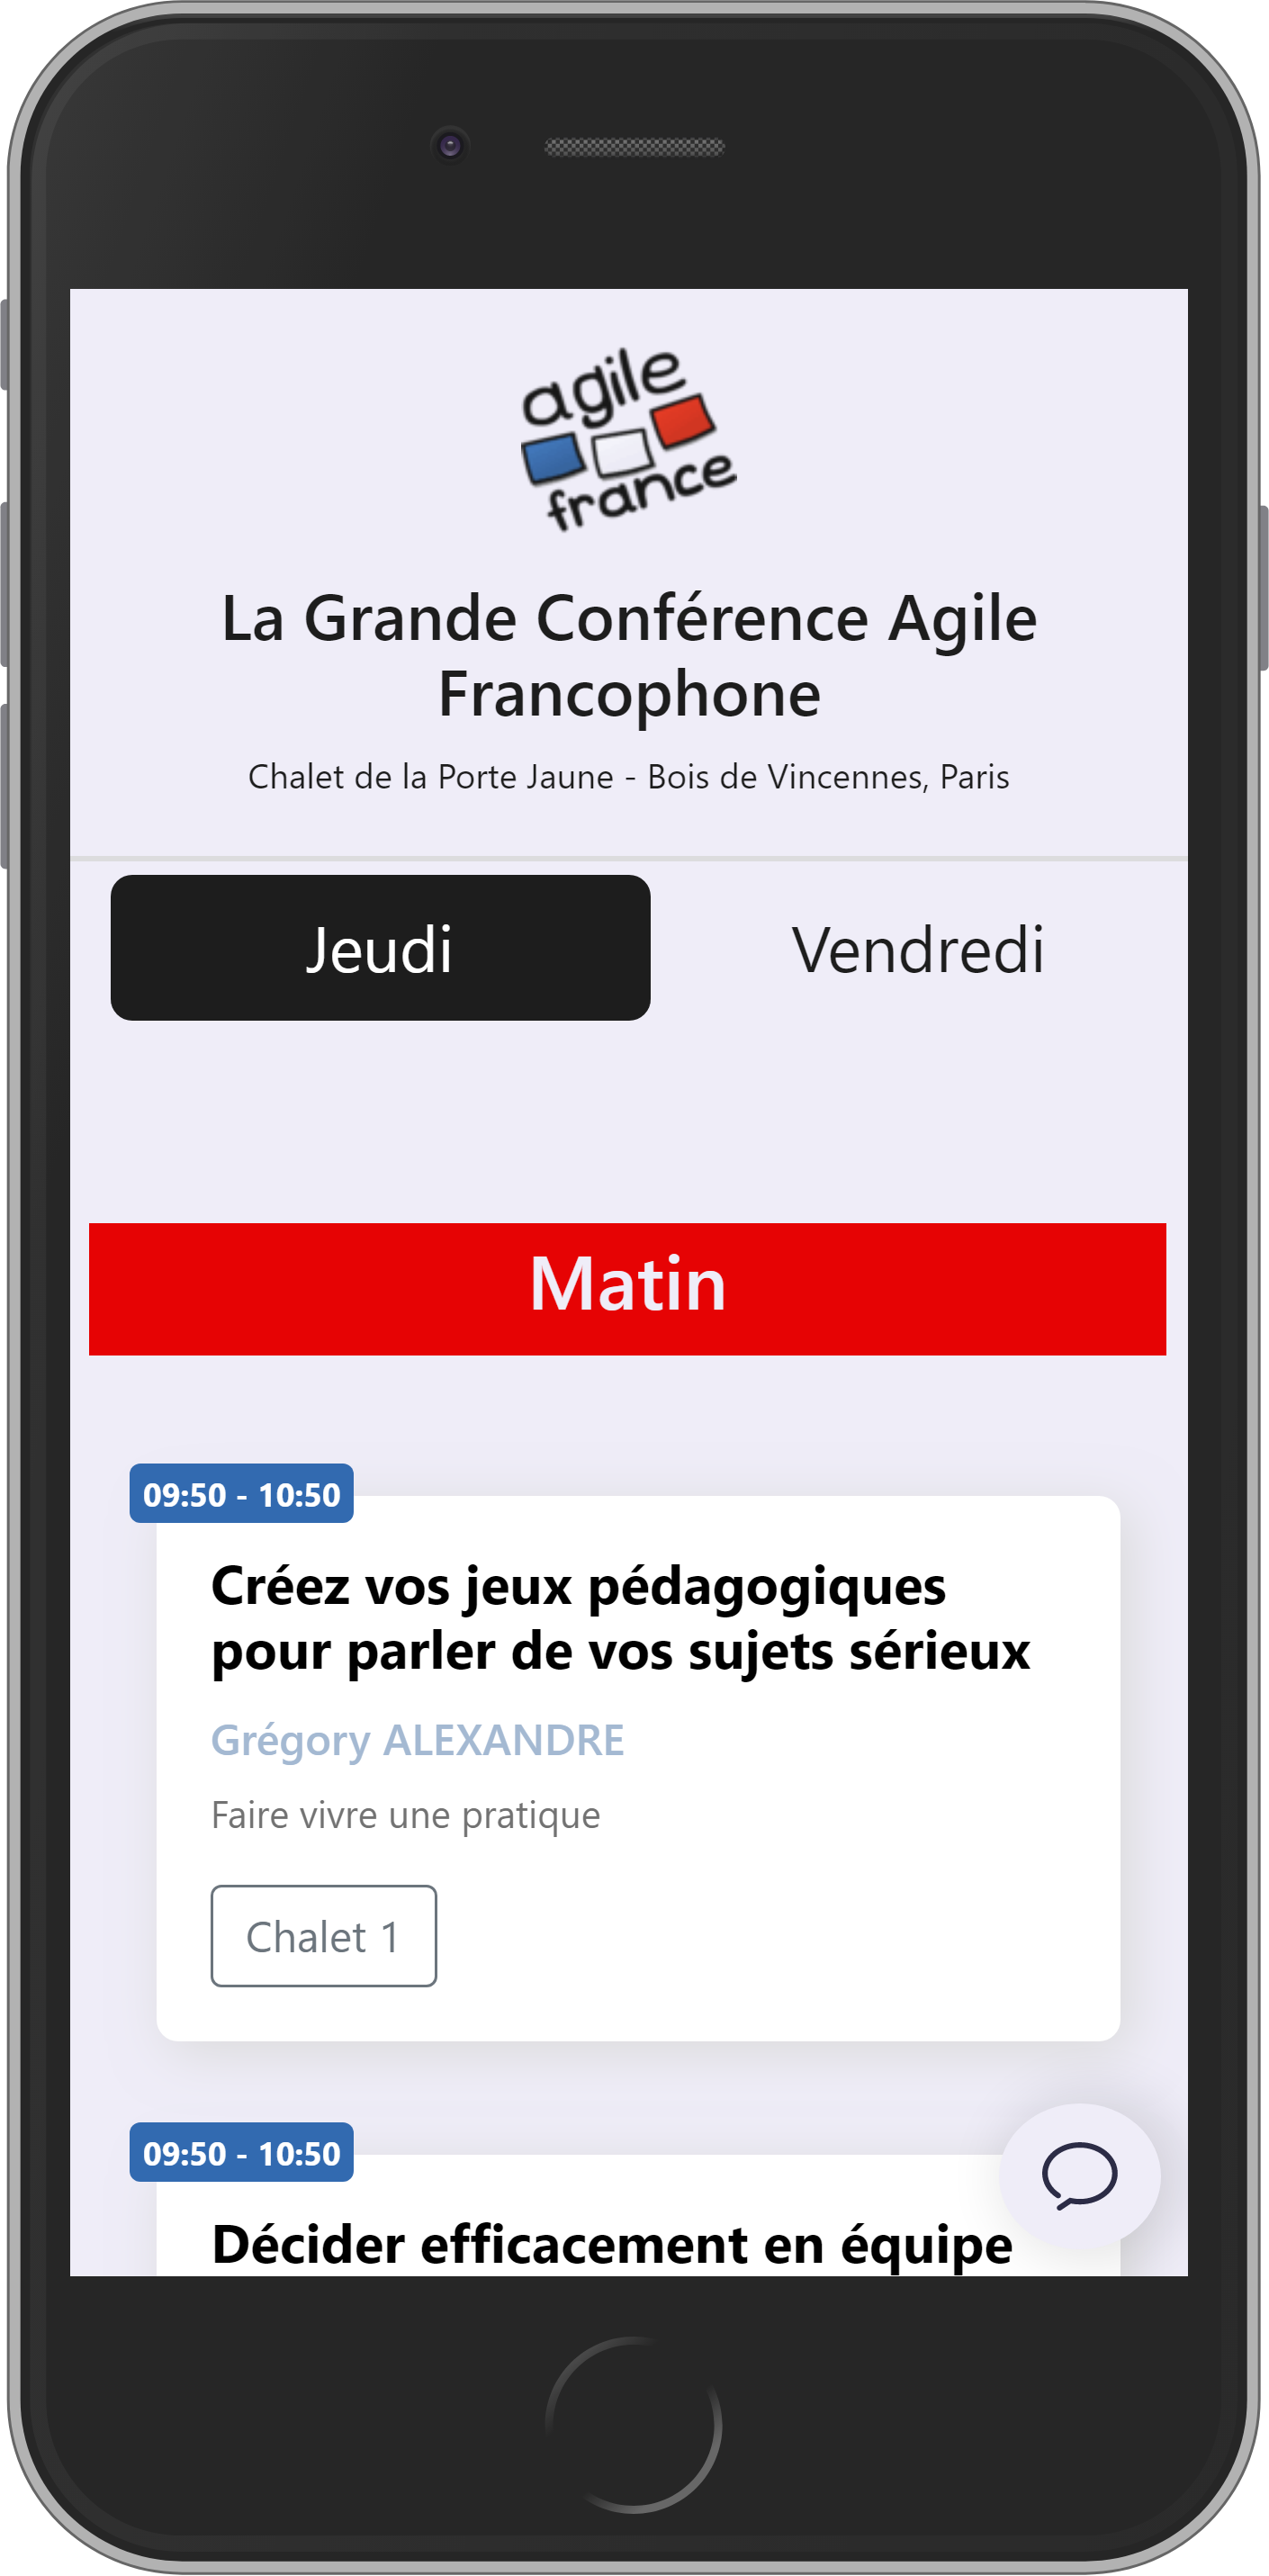 agile
france
La Grande Conférence Agile
Francophone
Chalet de la Porte Jaune - Bois de Vincennes, Paris
Jeudi
Vendredi
Matin
09:50 - 10:50
Créez vos jeux pédagogiques
pour parler de vos sujets sérieux
Grégory ALEXANDRE
Faire vivre une pratique
Chalet 1
09:50 - 10:50
Décider efficacement en équipe